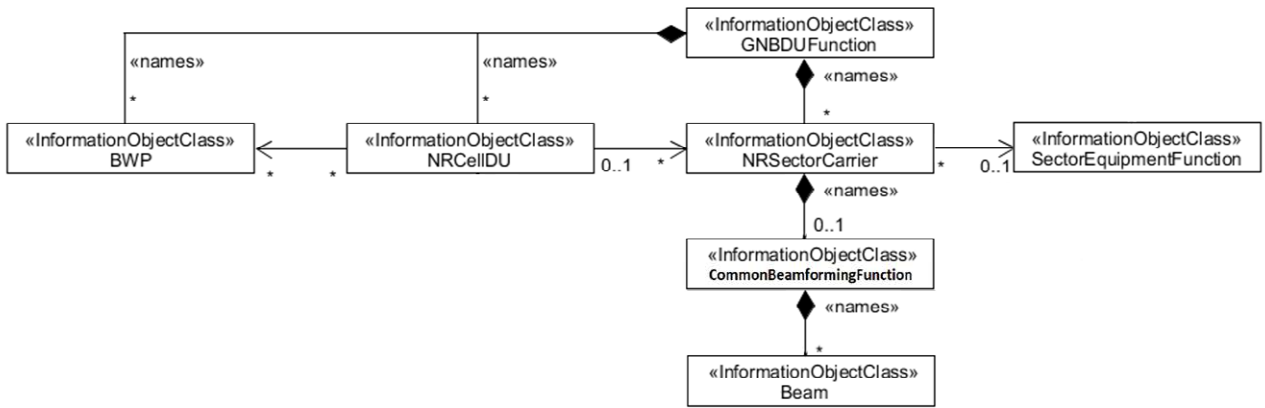 «InformationObjectClass»
GNBDUFunction
«names»
«names»
«names»
*
*
*
«InformationObjectClass»
BWP
«InformationObjectClass»
NRCellDU
«InformationObjectClass»
NRSectorCarrier
«InformationObjectClass»
SectorEquipmentFunction
*
*
0..1
*
*
0..1
«names»
0..1
«InformationObjectClass»
CommonBeamformingFunction
«names»
*
«InformationObjectClass»
Beam